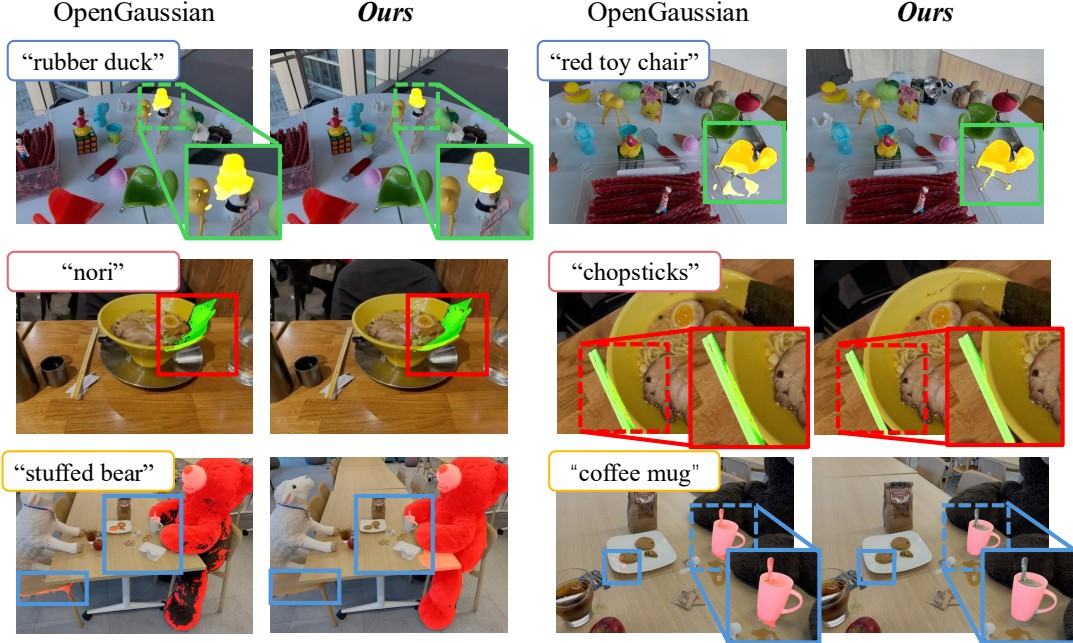 OpenGaussian Ours OpenGaussian Ours
“rubber duck” “red toy chair”
“nori” “chopsticks”
“stuffed bear” “coffee mug”